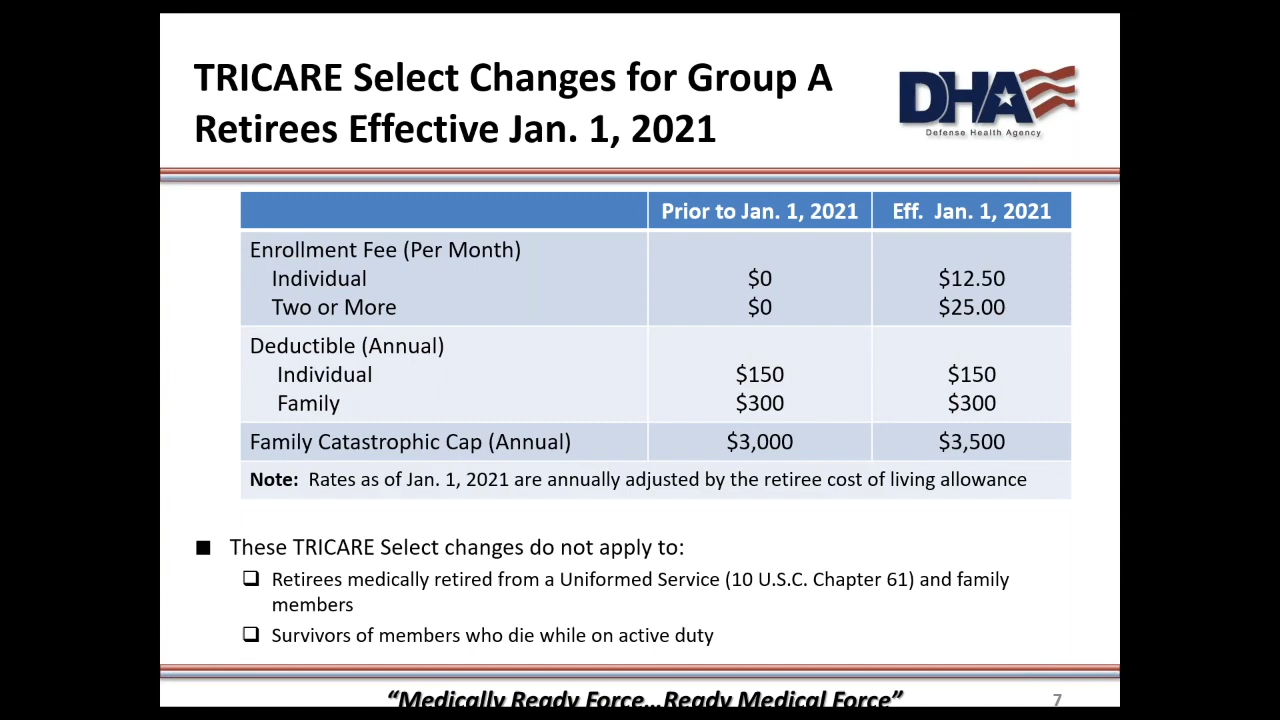 TRICARE Select Changes for Group A
Retirees Effective Jan. 1, 2021
DHA
Defense Health Agency
Prior to Jan. 1, 2021 Eff. Jan. 1, 2021
Enrollment Fee (Per Month)
Individual $0 $12.50
Two or More $0 $25.00
Deductible (Annual)
Individual $150 $150
Family $300 $300
Family Catastrophic Cap (Annual) $3,000 $3,500
Note: Rates as of Jan. 1, 2021 are annually adjusted by the retiree cost of living allowance
These TRICARE Select changes do not apply to:
Retirees medically retired from a Uniformed Service (10 U.S.C. Chapter 61) and family
members
Survivors of members who die while on active duty
“Medically Ready Force…Ready Medical Force” 7